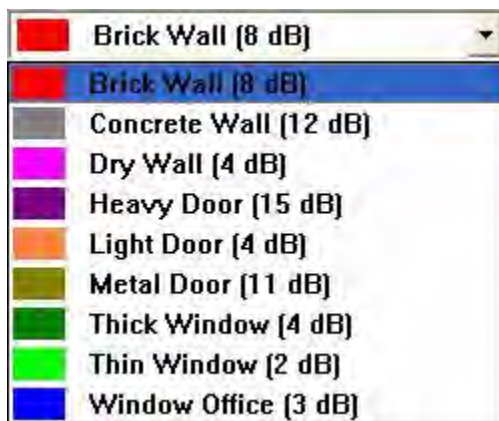 Brick Wall (8 dB)
Brick Wall (8 dB)
Concrete Wall (12 dB)
Dry Wall (4 dB)
Heavy Door (15 dB)
Light Door (4 dB)
Metal Door (11 dB)
Thick Window (4 dB)
Thin Window (2 dB)
Window Office (3 dB)